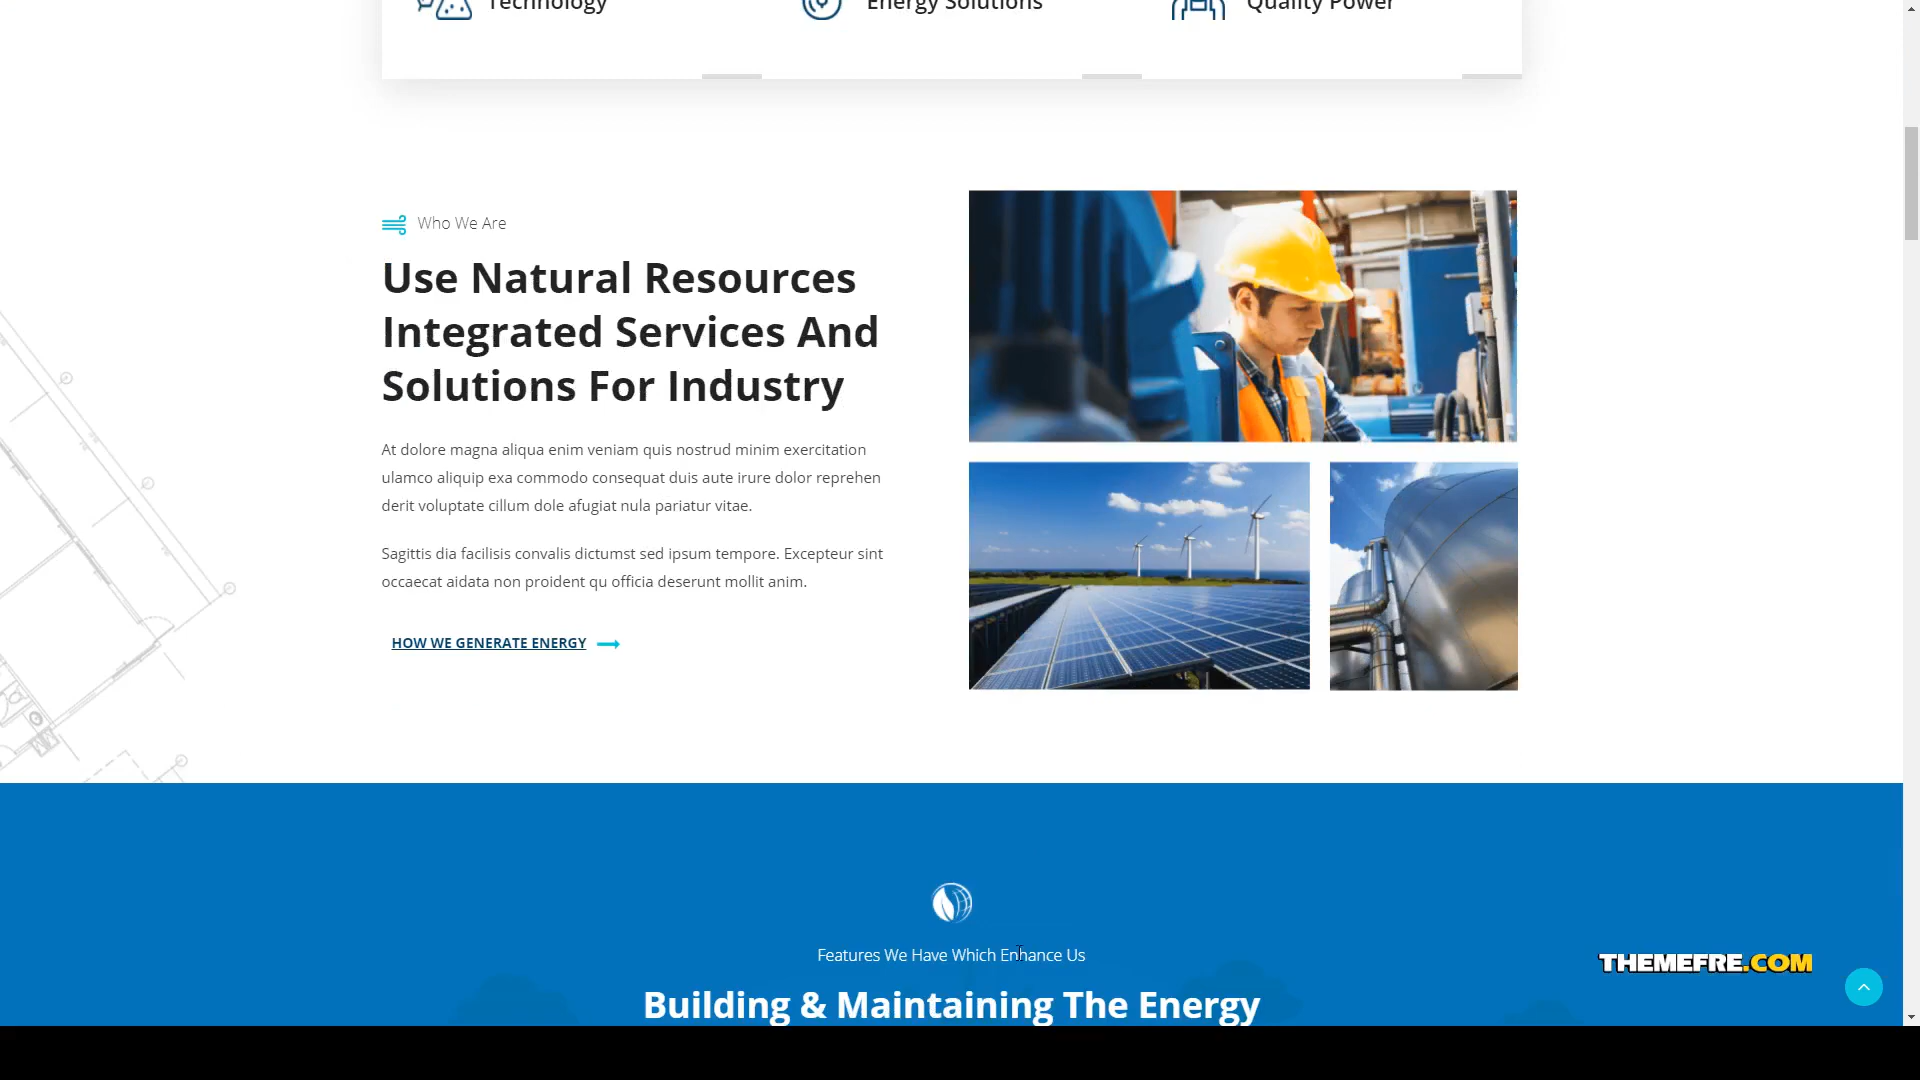 Technology
Energy Solutions
Quality Power
Who We Are
Use Natural Resources
Integrated Services And
Solutions For Industry
At dolore magna aliqua enim veniam quis nostrud minim exercitation
ulamco aliquip exa commodo consequat duis aute irure dolor reprehen
derit voluptate cillum dole afugiat nula pariatur vitae.
Sagittis dia facilisis convalis dictumst sed ipsum tempore. Excepteur sint
occaecat aidata non proident qu officia deserunt mollit anim.
HOW WE GENERATE ENERGY
Features We Have Which Enhance Us
THEMEFRE.COM
Building & Maintaining The Energy